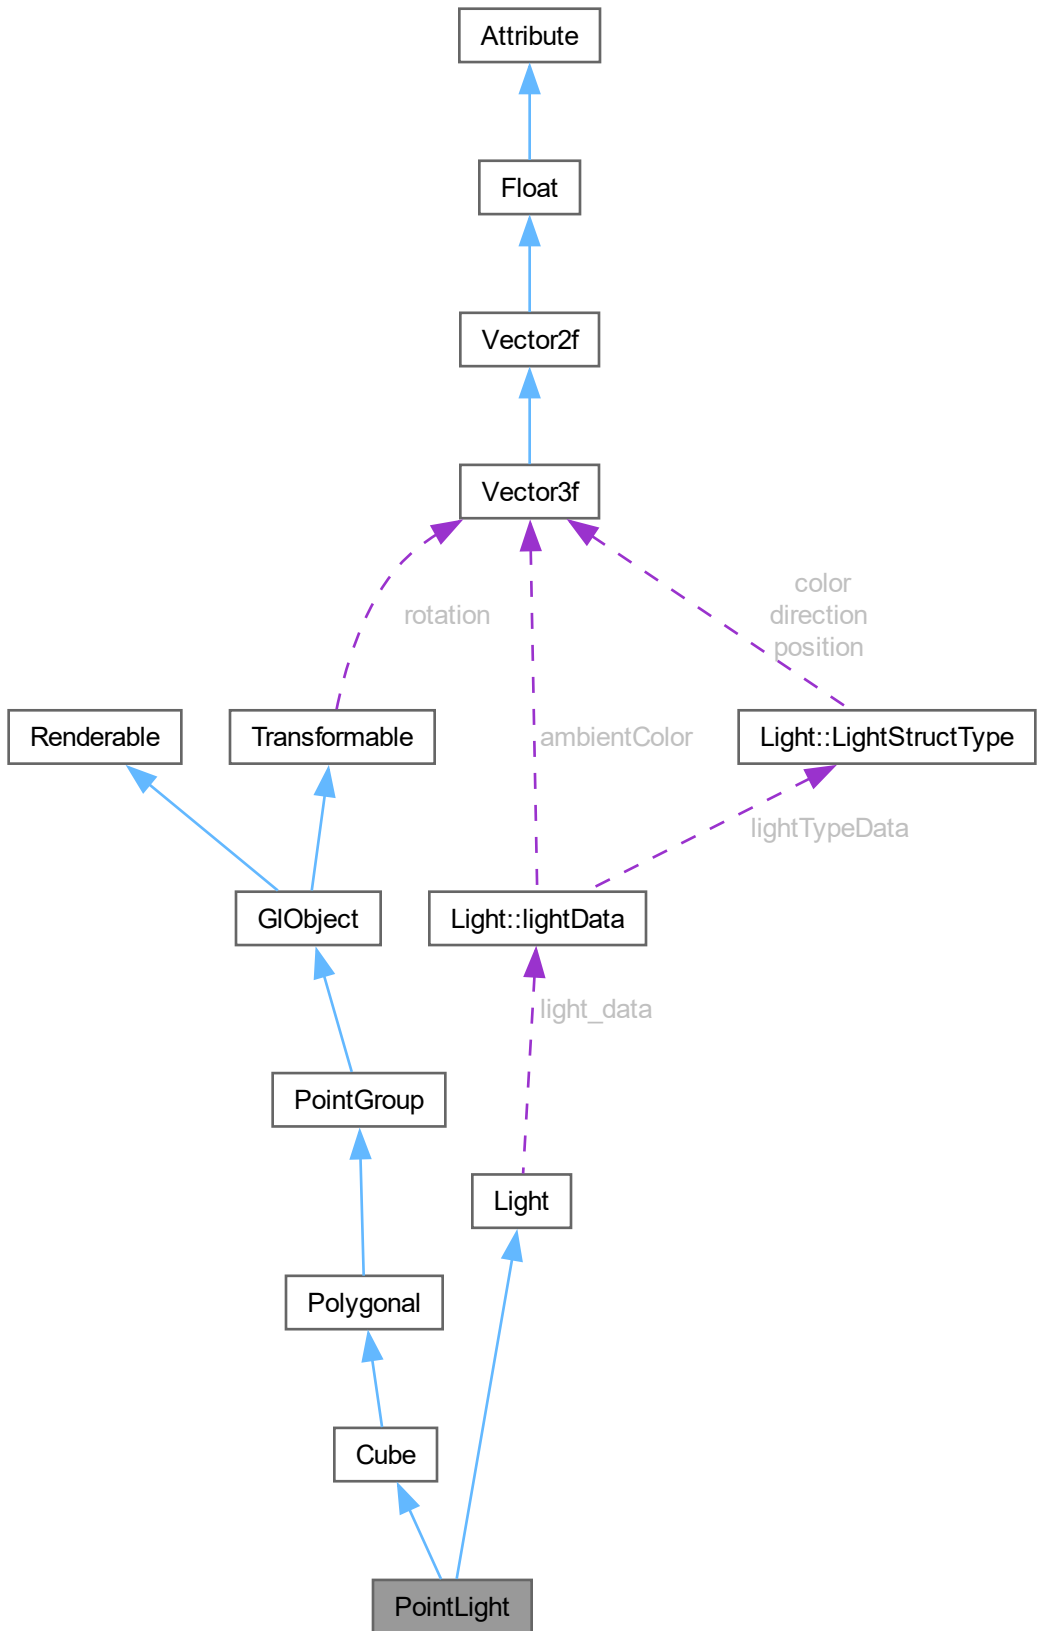 Attribute
Float
Vector2f
Vector3f
color
direction
position
rotation
Renderable
Transformable
ambientColor
Light::LightStructType
lightTypeData
GlObject
Light::lightData
light_data
PointGroup
Light
Polygonal
Cube
PointLight